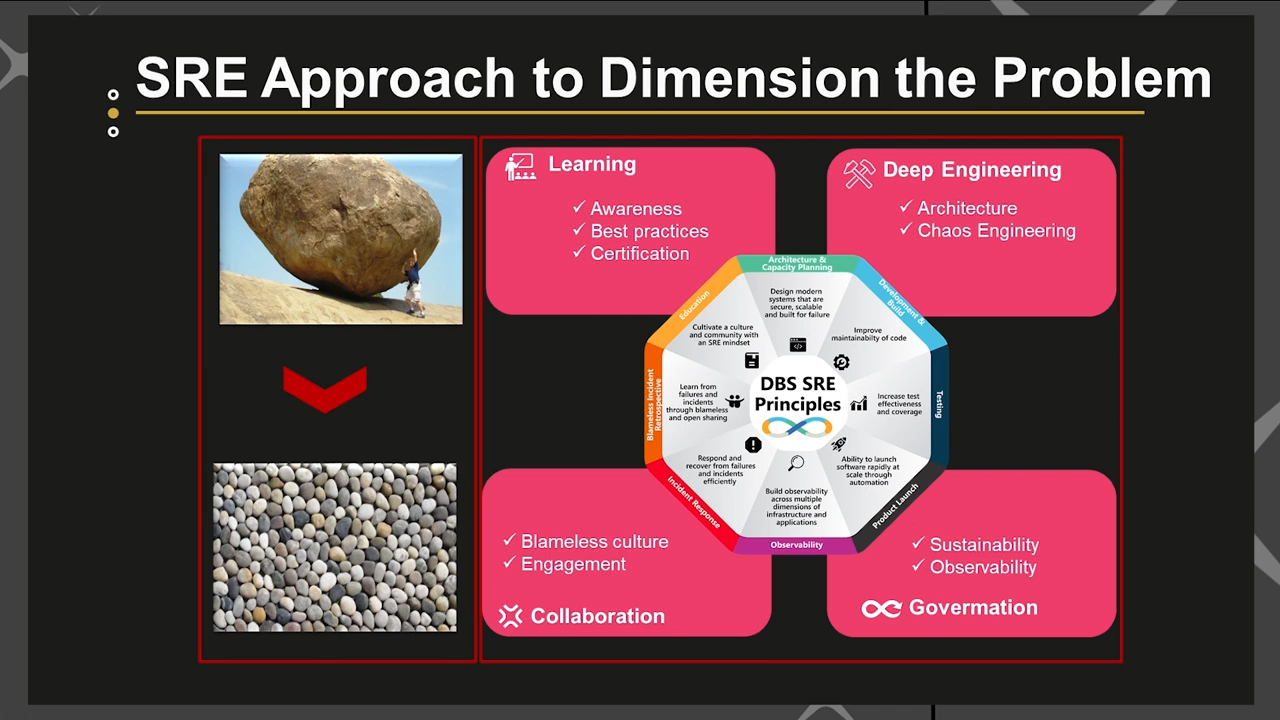 SRE Approach to Dimension the Problem
Learning
✓ Awareness
✓ Best practices
✓ Certification
Deep Engineering
✓ Architecture
✓ Chaos Engineering
Architecture &
Capacity Planning
Design modern
systems that are
secure, scalable
and built for failure
Development &
Build
Improve
maintainabilty of code
Testing
Increase test
effectiveness
and coverage
Product Launch
Ability to launch
software rapidly at
scale through
automation
Observability
Build observability
across multiple
dimensions of
infrastructure and
applications
Incident Response
Respond and
recover from failures
and incidents
efficiently
Blameless Incident
Retrospective
Learn from
failures and
incidents
through blameless
and open sharing
Education
Cultivate a culture
and community with
an SRE mindset
DBS SRE
Principles
✓ Blameless culture
✓ Engagement
Collaboration
✓ Sustainability
✓ Observability
Govermation